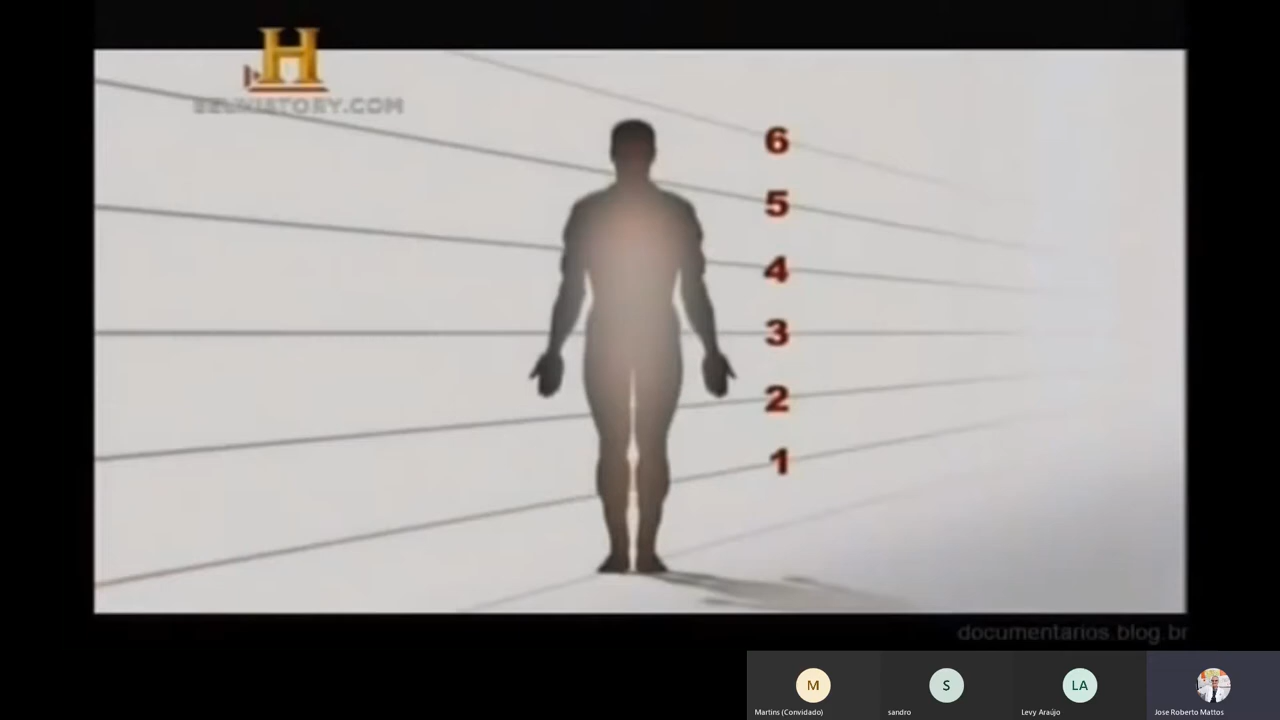 H
6
5
4
3
2
1
documentarios.blog.br
M
S
LA
Martins (Convidado)
sandro
Levy Araújo
Jose Roberto Mattos